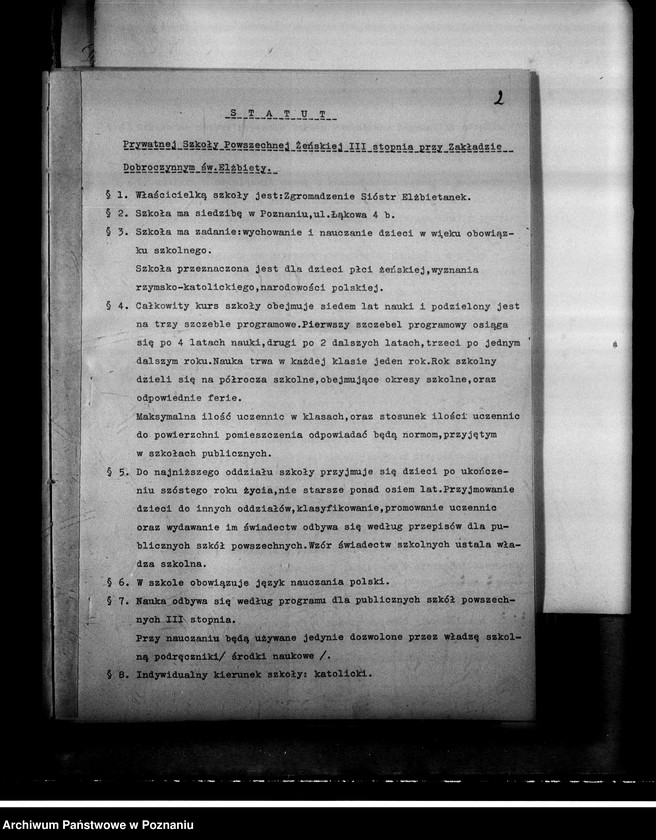 2
S T A T U T
Prywatnej Szkoły Powszechnej Żeńskiej III stopnia przy Zakładzie
Dobroczynnym św.Elżbiety.
§ 1. Właścicielką szkoły jest:Zgromadzenie Sióstr Elżbietanek.
§ 2. Szkoła ma siedzibę w Poznaniu,ul.Łąkowa 4 b.
§ 3. Szkoła ma zadanie:wychowanie i nauczanie dzieci w wieku obowiąz-
ku szkolnego.
Szkoła przeznaczona jest dla dzieci płci żeńskiej,wyznania
rzymsko-katolickiego,narodowości polskiej.
§ 4. Całkowity kurs szkoły obejmuje siedem lat nauki i podzielony jest
na trzy szczeble programowe.Pierwszy szczebel programowy osiąga
się po 4 latach nauki,drugi po 2 dalszych latach,trzeci po jednym
dalszym roku.Nauka trwa w każdej klasie jeden rok.Rok szkolny
dzieli się na półrocza szkolne,obejmujące okresy szkolne,oraz
odpowiednie ferie.
Maksymalna ilość uczennic w klasach,oraz stosunek ilości uczennic
do powierzchni pomieszczenia odpowiadać będą normom,przyjętym
w szkołach publicznych.
§ 5. Do najniższego oddziału szkoły przyjmuje się dzieci po ukończe-
niu szóstego roku życia,nie starsze ponad osiem lat.Przyjmowanie
dzieci do innych oddziałów,klasyfikowanie,promowanie uczennic
oraz wydawanie im świadectw odbywa się według przepisów dla pu-
blicznych szkół powszechnych.Wzór świadectw szkolnych ustala wła-
dza szkolna.
§ 6. W szkole obowiązuje język nauczania polski.
§ 7. Nauka odbywa się według programu dla publicznych szkół powszech-
nych III stopnia.
Przy nauczaniu będą używane jedynie dozwolone przez władzę szkol-
ną podręczniki/ środki naukowe /.
§ 8. Indywidualny kierunek szkoły: katolicki.
Archiwum Państwowe w Poznaniu